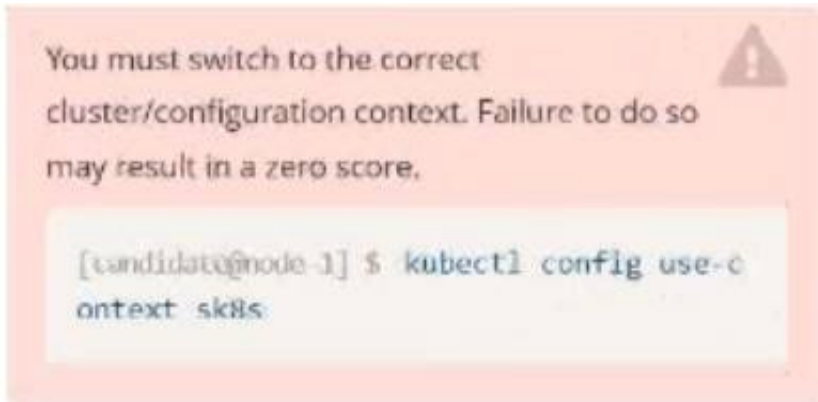 You must switch to the correct
cluster/configuration context. Failure to do so
may result in a zero score.
[candidate@node-1] $ kubectl config use-c
ontext sk8s